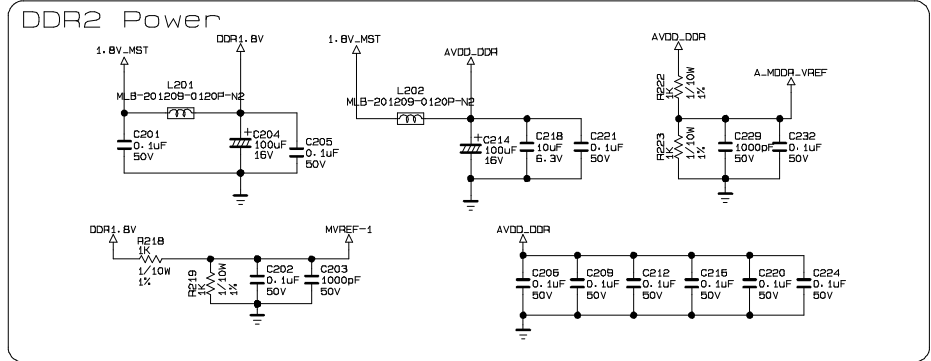 DDR2 Power
1.8V_MST
DDR1.8V
L201
MLB-201209-0120P-N2
C201
0.1uF
50V
+
C204
100uF
16V
C205
0.1uF
50V
1.8V_MST
AVDD_DDR
L202
MLB-201209-0120P-N2
+
C214
100uF
16V
C218
10uF
6.3V
C221
0.1uF
50V
AVDD_DDR
R222
1K
1/10W
1%
A_MDDR_VREF
R223
1K
1/10W
1%
C229
1000pF
50V
C232
0.1uF
50V
DDR1.8V
R218
1K
1/10W
1%
MVREF-1
R219
1K
1/10W
1%
C202
0.1uF
50V
C203
1000pF
50V
AVDD_DDR
C206
0.1uF
50V
C209
0.1uF
50V
C212
0.1uF
50V
C215
0.1uF
50V
C220
0.1uF
50V
C224
0.1uF
50V